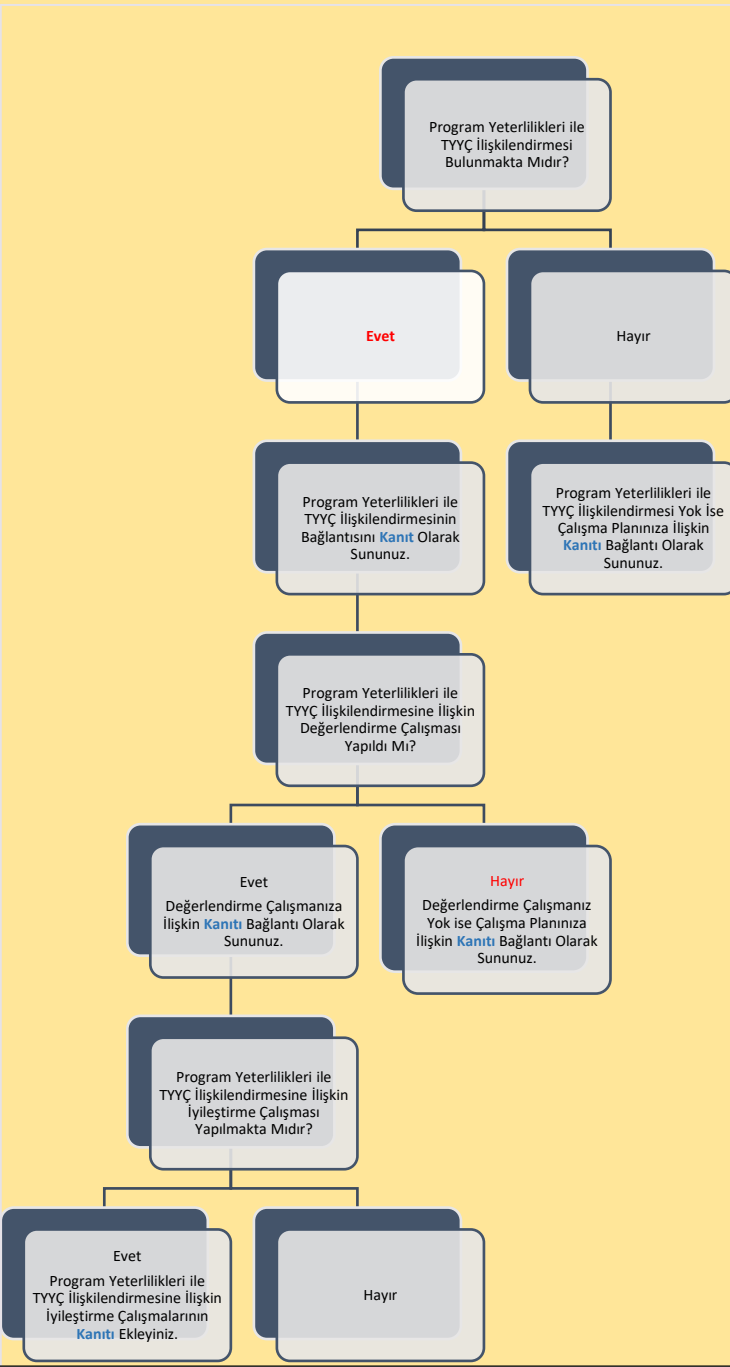 Program Yeterlilikleri ile
TYYÇ İlişkilendirmesi
Bulunmakta Mıdır?
Evet
Hayır
Program Yeterlilikleri ile
TYYÇ İlişkilendirmesinin
Bağlantısını Kanıt Olarak
Sununuz.
Program Yeterlilikleri ile
TYYÇ İlişkilendirmesi Yok İse
Çalışma Planınıza İlişkin
Kanıtı Bağlantı Olarak
Sununuz.
Program Yeterlilikleri ile
TYYÇ İlişkilendirmesine İlişkin
Değerlendirme Çalışması
Yapıldı Mı?
Evet
Değerlendirme Çalışmanıza
İlişkin Kanıtı Bağlantı Olarak
Sununuz.
Hayır
Değerlendirme Çalışmanız
Yok ise Çalışma Planınıza
İlişkin Kanıtı Bağlantı Olarak
Sununuz.
Program Yeterlilikleri ile
TYYÇ İlişkilendirmesine İlişkin
İyileştirme Çalışması
Yapılmakta Mıdır?
Evet
Program Yeterlilikleri ile
TYYÇ İlişkilendirmesine İlişkin
İyileştirme Çalışmalarının
Kanıtı Ekleyiniz.
Hayır